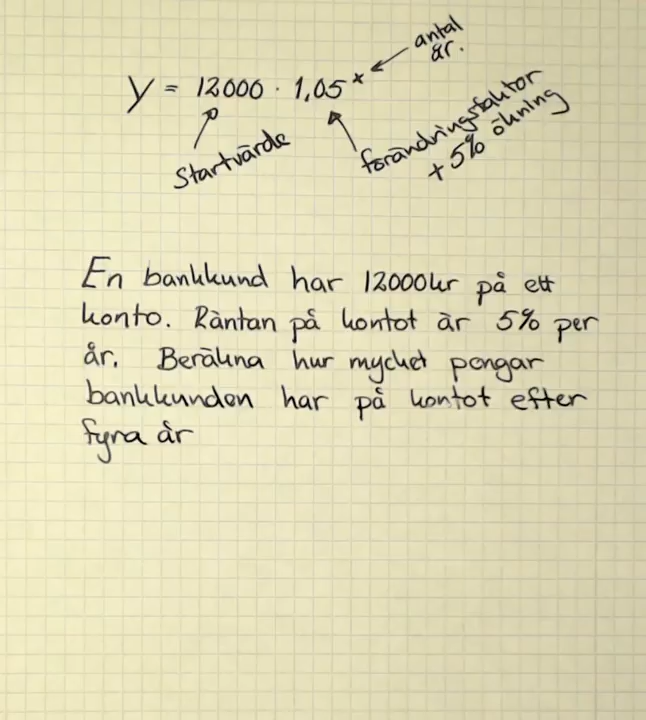 antal
år.
y = 12000 · 1,05ˣ
Startvärde
förändringsfaktor
+ 5% ökning
En bankkund har 12000kr på ett
konto. Räntan på kontot är 5% per
år. Beräkna hur mycket pengar
bankkunden har på kontot efter
fyra år